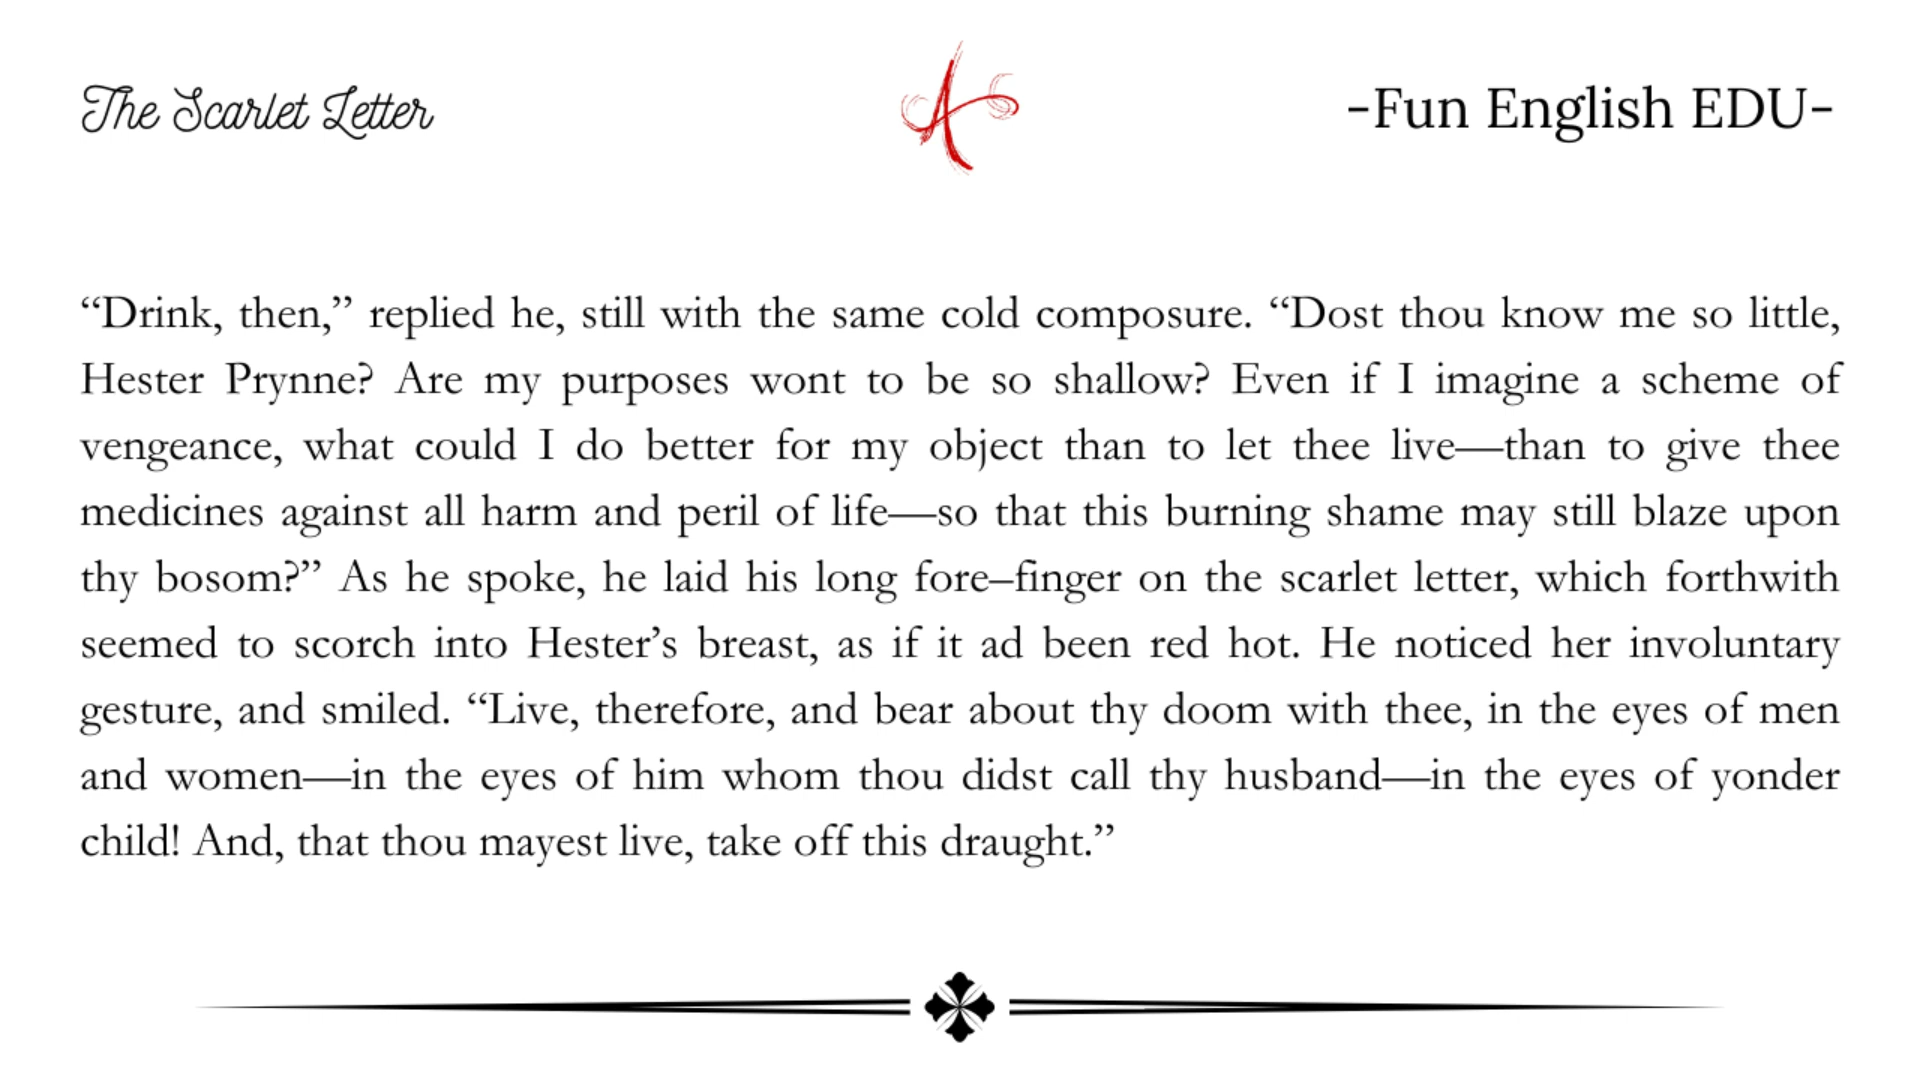 The Scarlet Letter
A
-Fun English EDU-
“Drink, then,” replied he, still with the same cold composure. “Dost thou know me so little,
Hester Prynne? Are my purposes wont to be so shallow? Even if I imagine a scheme of
vengeance, what could I do better for my object than to let thee live—than to give thee
medicines against all harm and peril of life—so that this burning shame may still blaze upon
thy bosom?” As he spoke, he laid his long fore–finger on the scarlet letter, which forthwith
seemed to scorch into Hester’s breast, as if it ad been red hot. He noticed her involuntary
gesture, and smiled. “Live, therefore, and bear about thy doom with thee, in the eyes of men
and women—in the eyes of him whom thou didst call thy husband—in the eyes of yonder
child! And, that thou mayest live, take off this draught.”